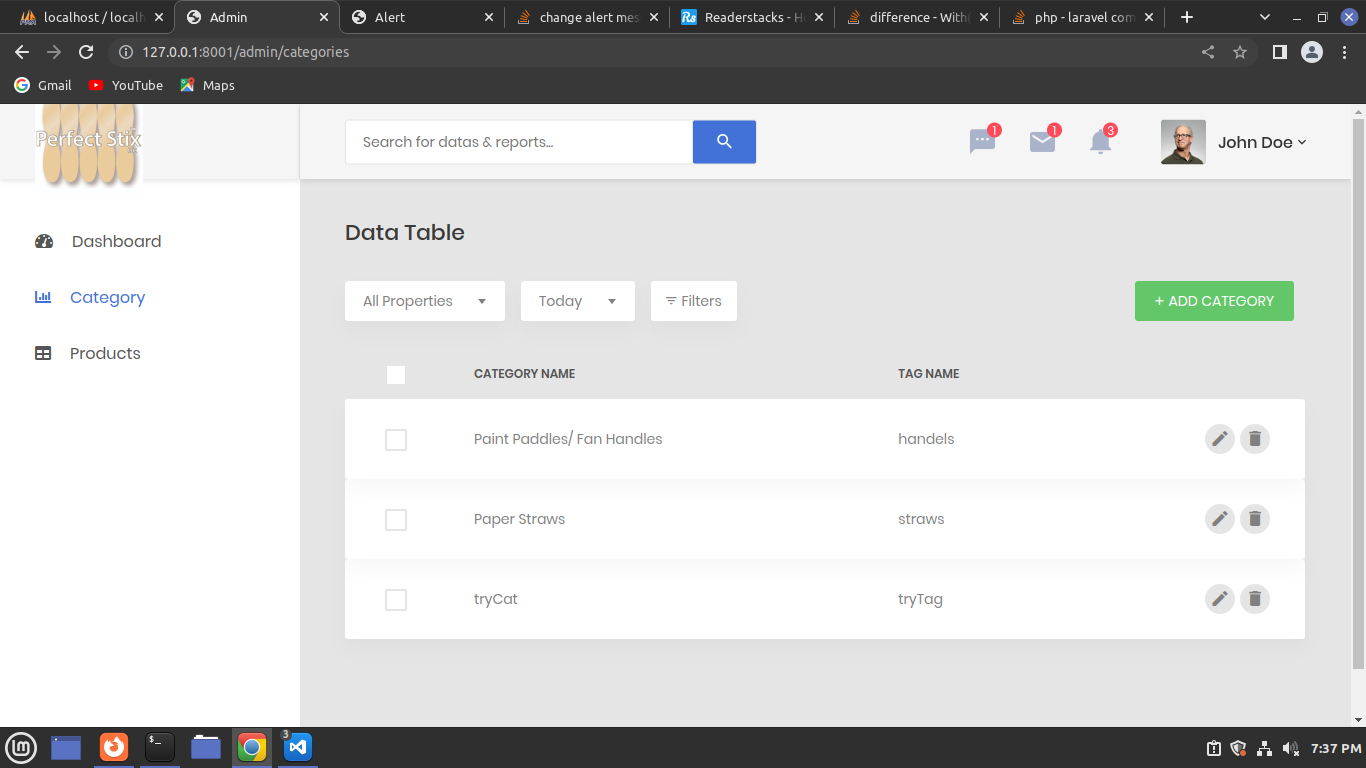 localhost / localh
Admin
Alert
change alert mes
Readerstacks - H
difference - With(
php - laravel com
127.0.0.1:8001/admin/categories
Gmail
YouTube
Maps
Perfect Stix
Search for datas & reports...
1
1
3
John Doe
Dashboard
Category
Products
Data Table
All Properties
Today
Filters
+ ADD CATEGORY
CATEGORY NAME
TAG NAME
Paint Paddles/ Fan Handles
handels
Paper Straws
straws
tryCat
tryTag
3
7:37 PM